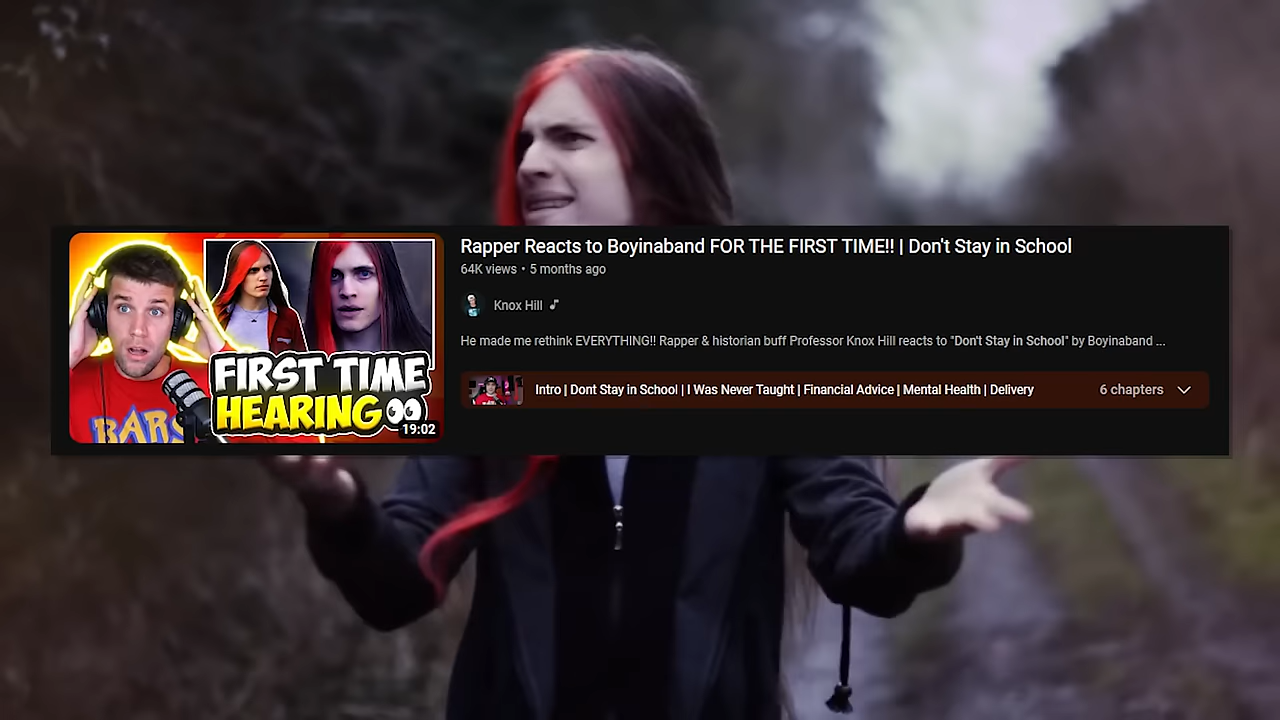 Rapper Reacts to Boyinaband FOR THE FIRST TIME!! | Don't Stay in School
64K views • 5 months ago
Knox Hill
He made me rethink EVERYTHING!! Rapper & historian buff Professor Knox Hill reacts to "Don't Stay in School" by Boyinaband ...
Intro | Dont Stay in School | I Was Never Taught | Financial Advice | Mental Health | Delivery
6 chapters
FIRST TIME
HEARING
19:02
BARS